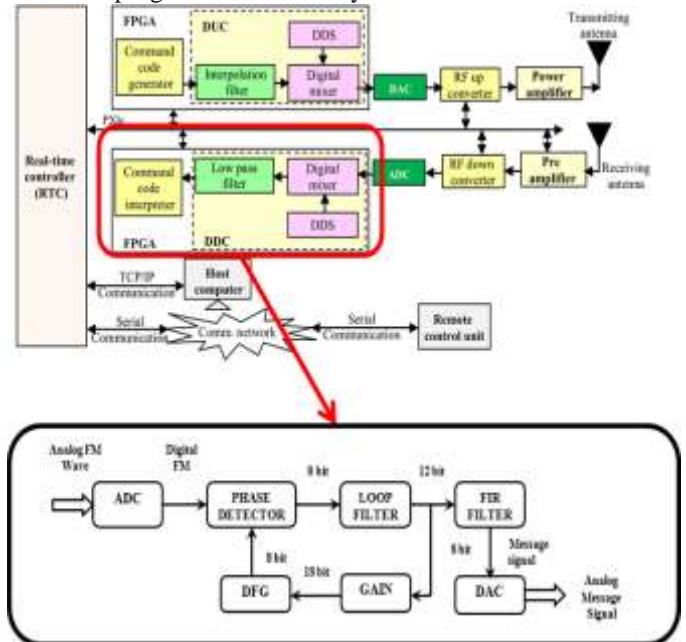 FPGA
DUC
DDS
Command
code
generator
Interpolation
filter
Digital
mixer
DAC
RF up
converter
Power
amplifier
Transmitting
antenna
PXIe
Real-time
controller
(RTC)
Command
code
interpreter
Low pass
filter
Digital
mixer
ADC
RF down
converter
Pre
amplifier
Receiving
antenna
DDS
FPGA
DDC
TCP/IP
Communication
Host
computer
Serial
Communication
Comm. network
Serial
Communication
Remote
control unit
Analog FM
Wave
Digital
FM
ADC
PHASE
DETECTOR
8 bit
LOOP
FILTER
12 bit
FIR
FILTER
8 bit
18 bit
8 bit
Message
signal
DFG
GAIN
DAC
Analog
Message
Signal